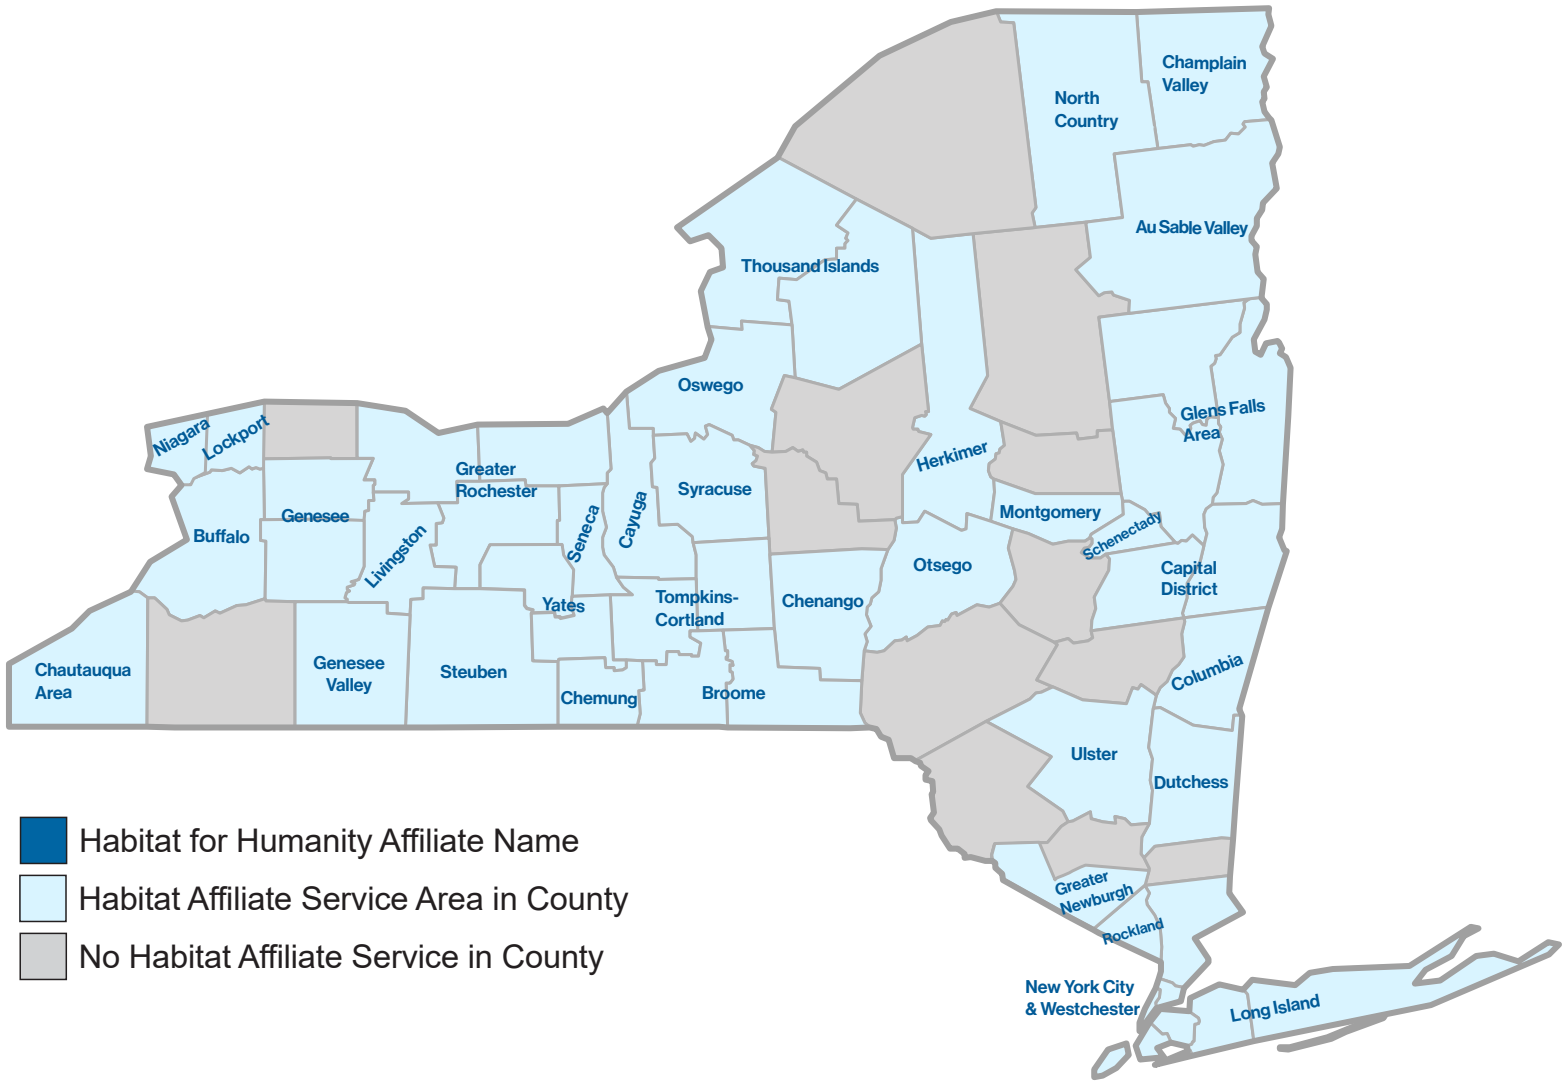 Champlain
Valley
North
Country
Au Sable Valley
Thousand Islands
Oswego
Glens Falls
Area
Niagara
Lockport
Herkimer
Greater
Rochester
Syracuse
Genesee
Montgomery
Seneca
Cayuga
Schenectady
Buffalo
Livingston
Otsego
Capital
District
Yates
Tompkins-
Cortland
Chenango
Chautauqua
Area
Genesee
Valley
Steuben
Chemung
Broome
Columbia
Ulster
Dutchess
Greater
Newburgh
Rockland
New York City
& Westchester
Long Island
Habitat for Humanity Affiliate Name
Habitat Affiliate Service Area in County
No Habitat Affiliate Service in County